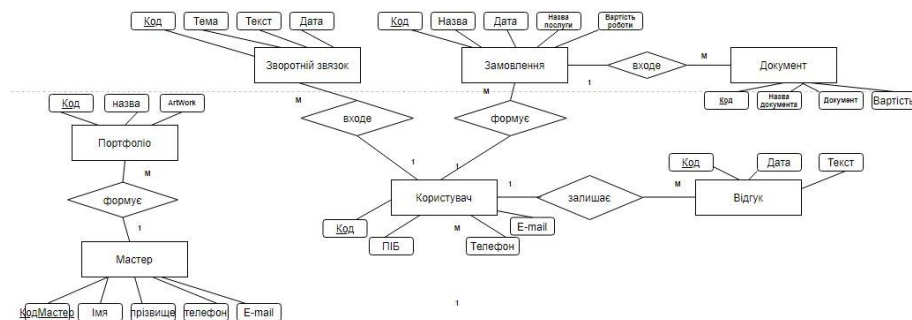 Код Тема Текст Дата
Код Назва Дата Назва послуги Вартість роботи
Зворотній звязок
Замовлення
1
входе
М
Документ
Код Назва документа Документ Вартість
М
входе
1
М
формує
1
Код назва ArtWork
Портфоліо
М
формує
1
Мастер
КодМастер Імя прізвище телефон E-mail
Користувач
1
залишає
М
Відгук
Код Дата Текст
Код
ПІБ
М
Телефон
E-mail
1